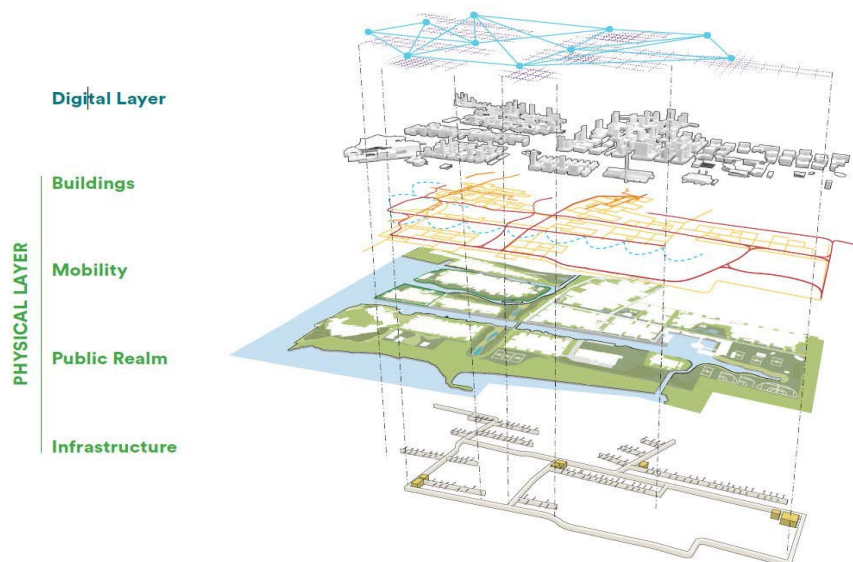 Digital Layer
Buildings
Mobility
PHYSICAL LAYER
Public Realm
Infrastructure